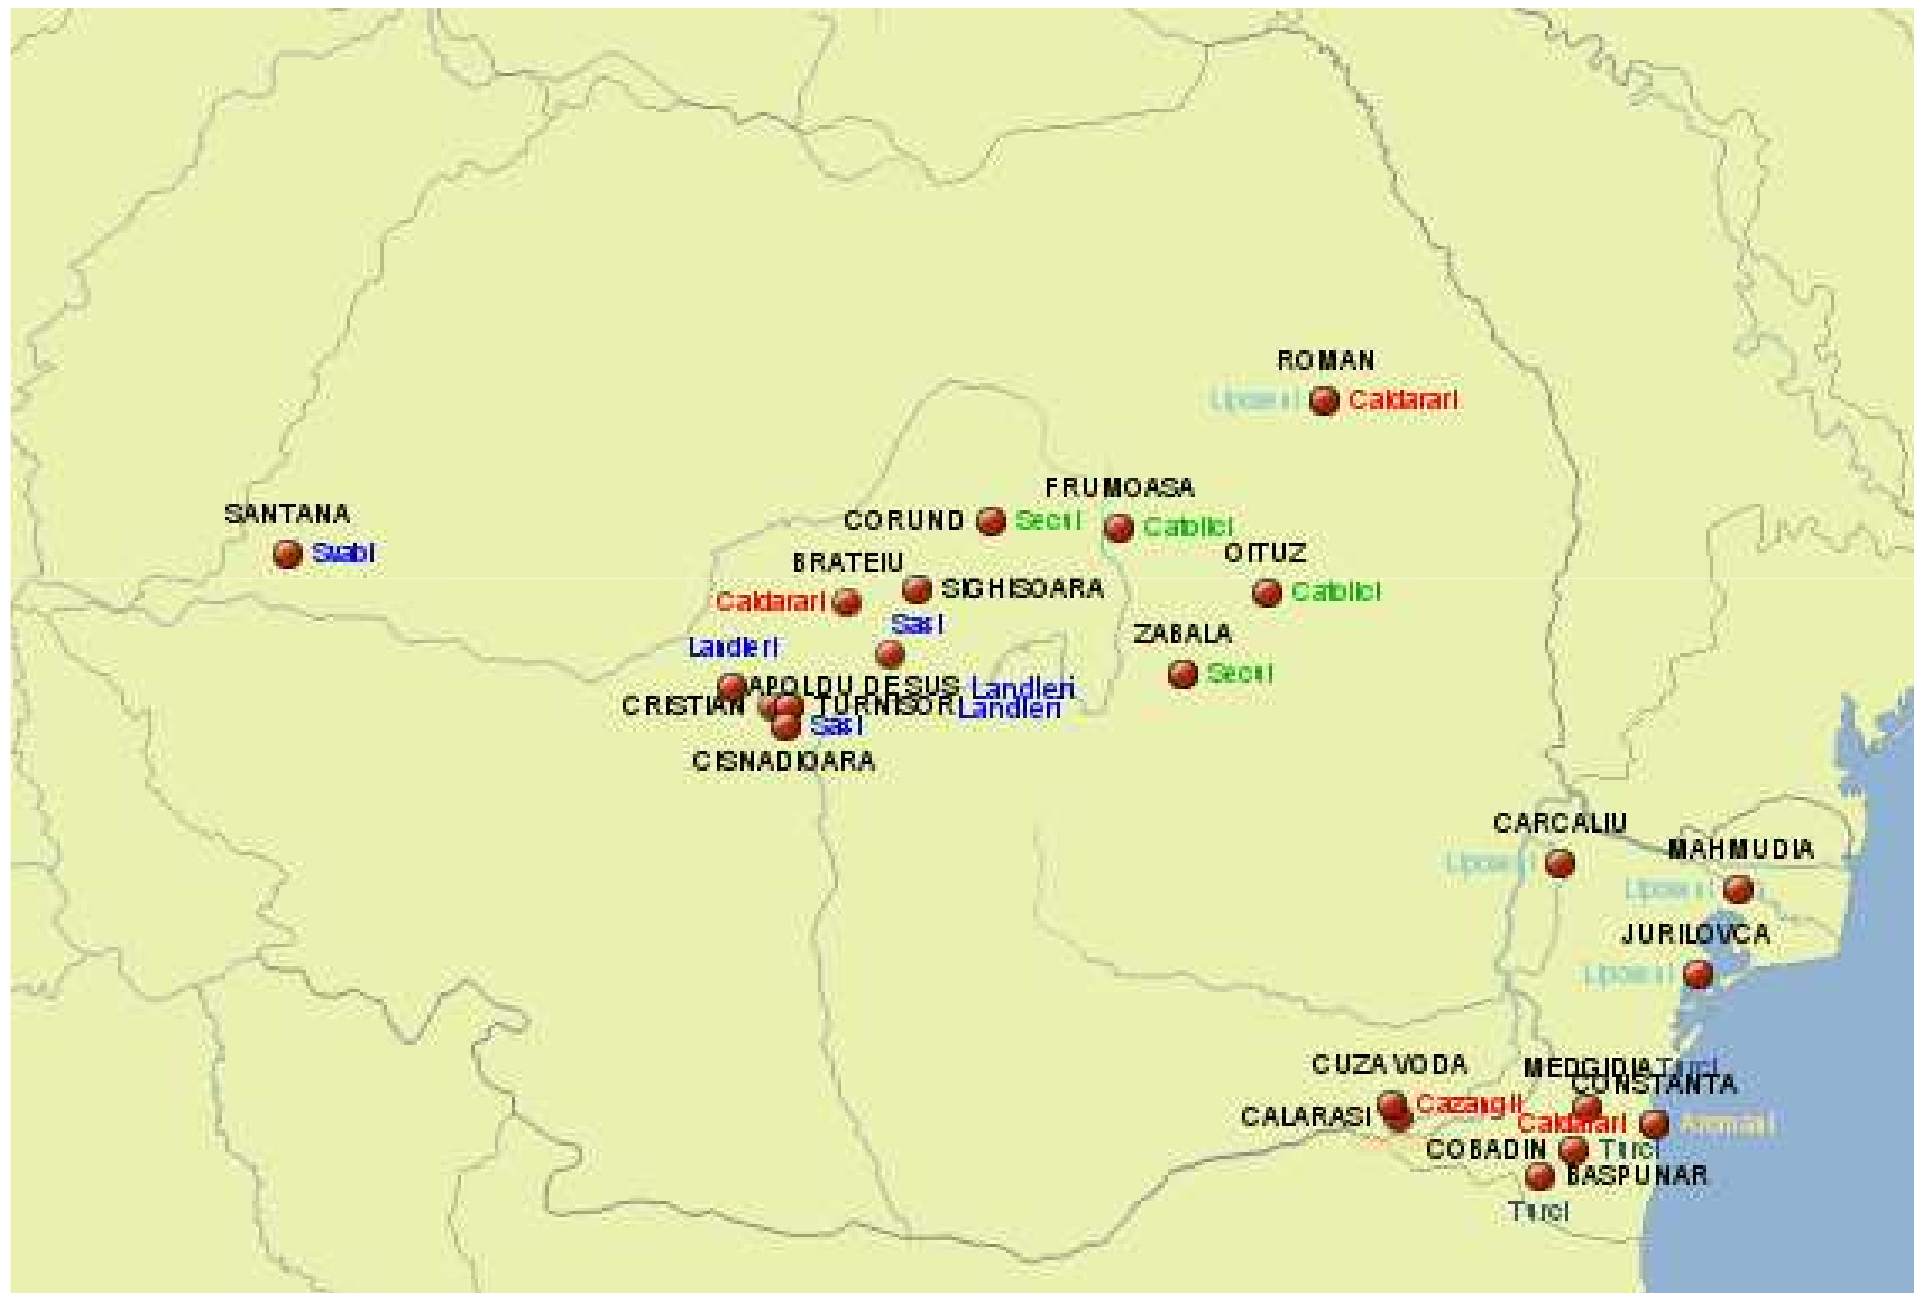 ROMAN
Lipoveni Caldarari
FRUMOASA
SANTANA
CORUND Secui Catolici
Svabi
OITUZ
BRATEIU
SIGHISOARA Catolici
Caldarari
Sasi
ZABALA
Landleri
Secui
APOLDU DE SUS Landleri
CRISTIAN TURNISOR Landleri
Sasi
CISNADIOARA
CARCALIU
Lipoveni
MAHMUDIA
Lipoveni
JURILOVCA
Lipoveni
CUZA VODA
MEDGIDIA Turci
CONSTANTA
Cazangii
CALARASI
Caldarari Armeni
COBADIN Turci
BASPUNAR
Turci